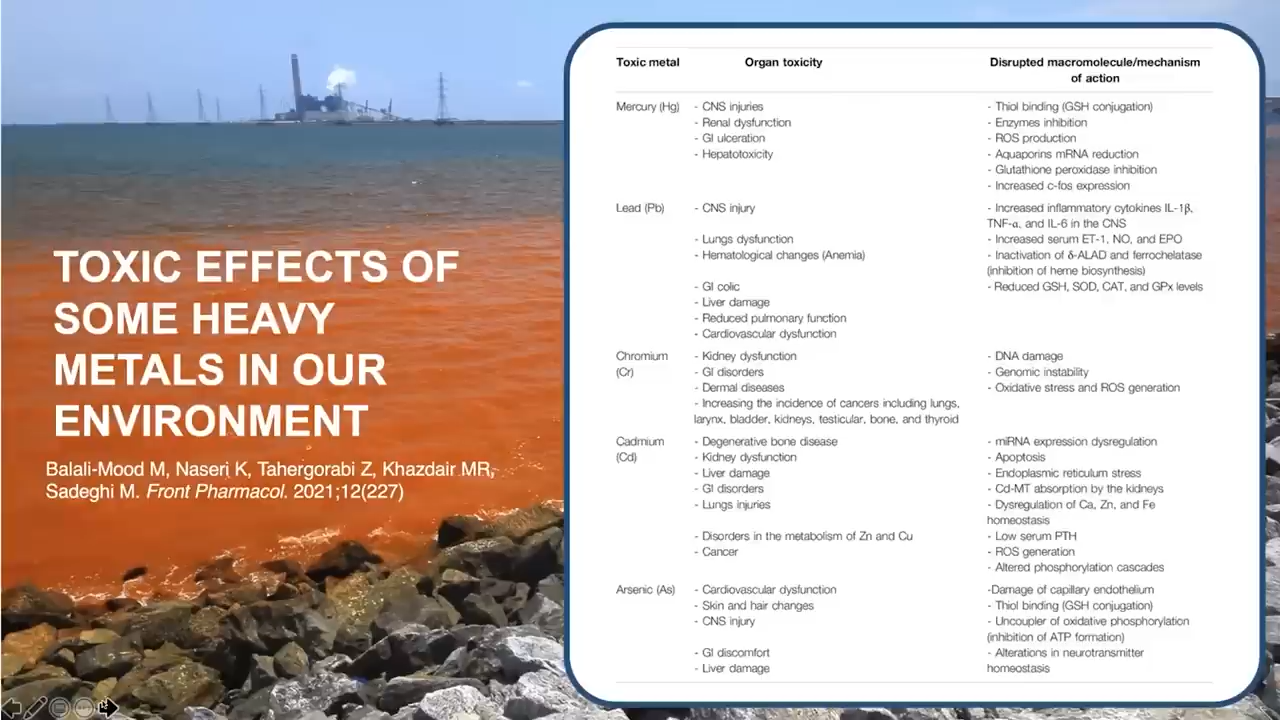 TOXIC EFFECTS OF
SOME HEAVY
METALS IN OUR
ENVIRONMENT
Balali-Mood M, Naseri K, Tahergorabi Z, Khazdair MR,
Sadeghi M. Front Pharmacol. 2021;12(227)
Toxic metal Organ toxicity Disrupted macromolecule/mechanism
of action
Mercury (Hg) - CNS injuries - Thiol binding (GSH conjugation)
- Renal dysfunction - Enzymes inhibition
- GI ulceration - ROS production
- Hepatotoxicity - Aquaporins mRNA reduction
- Glutathione peroxidase inhibition
- Increased c-fos expression
Lead (Pb) - CNS injury - Increased inflammatory cytokines IL-1β,
TNF-α, and IL-6 in the CNS
- Lungs dysfunction - Increased serum ET-1, NO, and EPO
- Hematological changes (Anemia) - Inactivation of δ-ALAD and ferrochelatase
(inhibition of heme biosynthesis)
- GI colic - Reduced GSH, SOD, CAT, and GPx levels
- Liver damage
- Reduced pulmonary function
- Cardiovascular dysfunction
Chromium - Kidney dysfunction - DNA damage
(Cr) - GI disorders - Genomic instability
- Dermal diseases - Oxidative stress and ROS generation
- Increasing the incidence of cancers including lungs,
larynx, bladder, kidneys, testicular, bone, and thyroid
Cadmium - Degenerative bone disease - miRNA expression dysregulation
(Cd) - Kidney dysfunction - Apoptosis
- Liver damage - Endoplasmic reticulum stress
- GI disorders - Cd-MT absorption by the kidneys
- Lungs injuries - Dysregulation of Ca, Zn, and Fe
homeostasis
- Disorders in the metabolism of Zn and Cu - Low serum PTH
- Cancer - ROS generation
- Altered phosphorylation cascades
Arsenic (As) - Cardiovascular dysfunction -Damage of capillary endothelium
- Skin and hair changes - Thiol binding (GSH conjugation)
- CNS injury - Uncoupler of oxidative phosphorylation
(inhibition of ATP formation)
- GI discomfort - Alterations in neurotransmitter
- Liver damage homeostasis